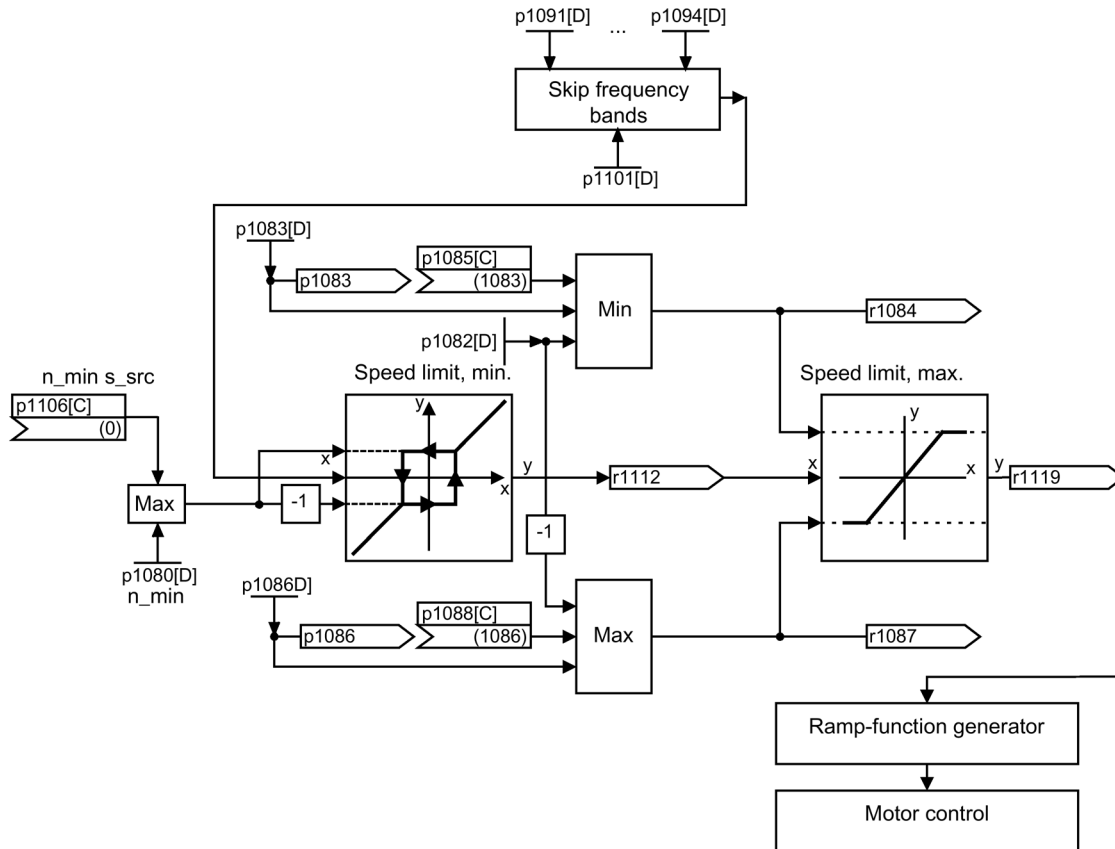 p1091[D] ... p1094[D]
Skip frequency
bands
p1101[D]
p1083[D]
p1085[C]
p1083 (1083)
Min
r1084
p1082[D]
n_min s_src
Speed limit, min.
Speed limit, max.
p1106[C]
(0)
y
y
x
y
x
x
y
x
r1112
r1119
Max
-1
-1
p1080[D]
n_min
p1086D]
p1088[C]
p1086 (1086)
Max
r1087
Ramp-function generator
Motor control